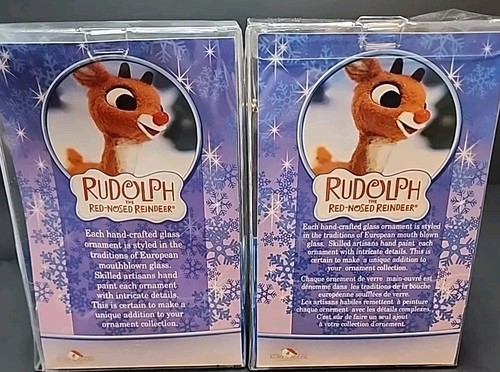 RUDOLPH
THE
RED-NOSED REINDEER®
Each hand-crafted glass
ornament is styled in the
traditions of European
mouthblown glass.
Skilled artisans hand
paint each ornament
with intricate details.
This is certain to make a
unique addition to your
ornament collection.
RUDOLPH
THE
RED-NOSED REINDEER®
Each hand-crafted glass ornament is styled
in the traditions of European mouth blown
glass. Skilled artisans hand paint each
ornament with intricate details. This is
certain to make a unique addition to
your ornament collection.
Chaque ornement de verre main-ouvré est
dénommé dans les traditions de la bouche
européenne soufflées de verre.
Les artisans habiles remettent à peinture
chaque ornement avec les détails complexes.
C'est sûr de faire un seul ajout
à votre collection d'ornement.